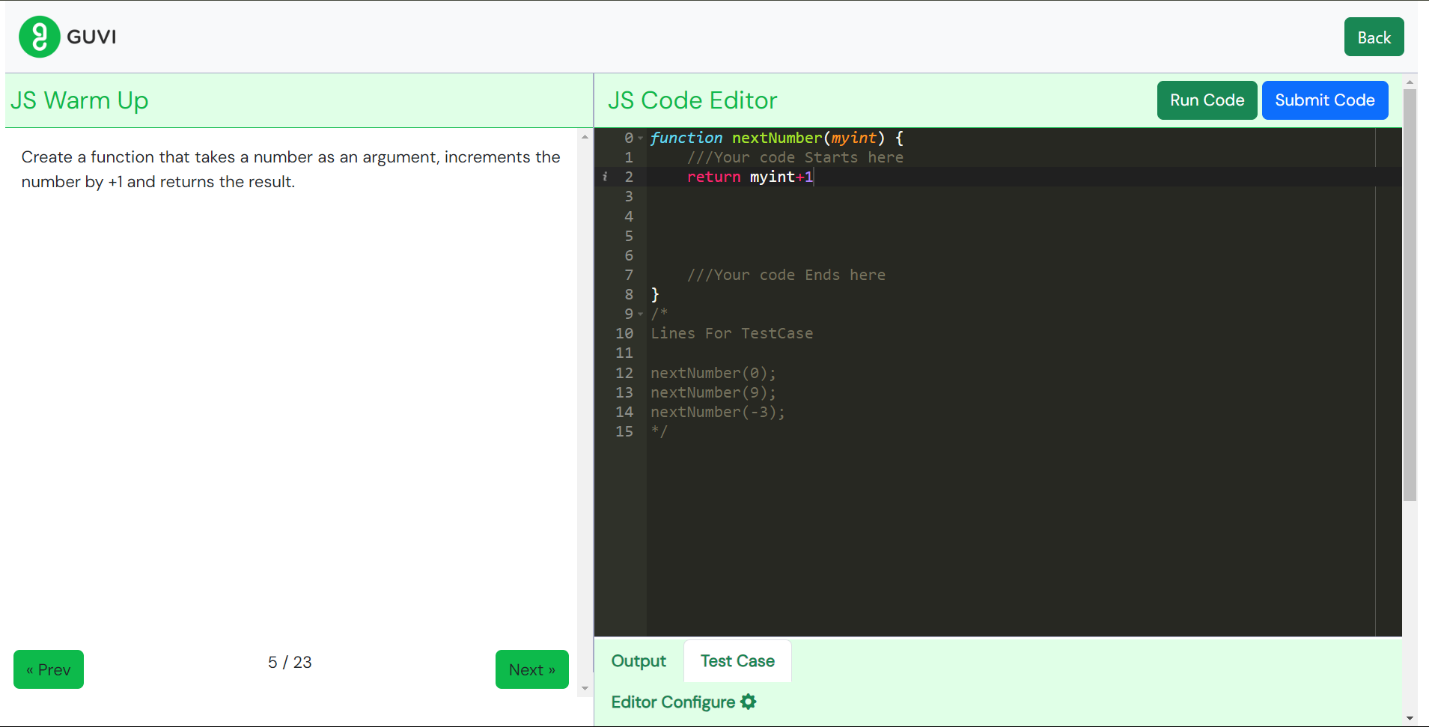 GUVI
Back
JS Warm Up
Create a function that takes a number as an argument, increments the
number by +1 and returns the result.
« Prev
5 / 23
Next »
JS Code Editor
Run Code
Submit Code
0 function nextNumber(myint) {
1 ///Your code Starts here
i 2 return myint+1
3
4
5
6
7 ///Your code Ends here
8 }
9 /*
10 Lines For TestCase
11
12 nextNumber(0);
13 nextNumber(9);
14 nextNumber(-3);
15 */
Output
Test Case
Editor Configure